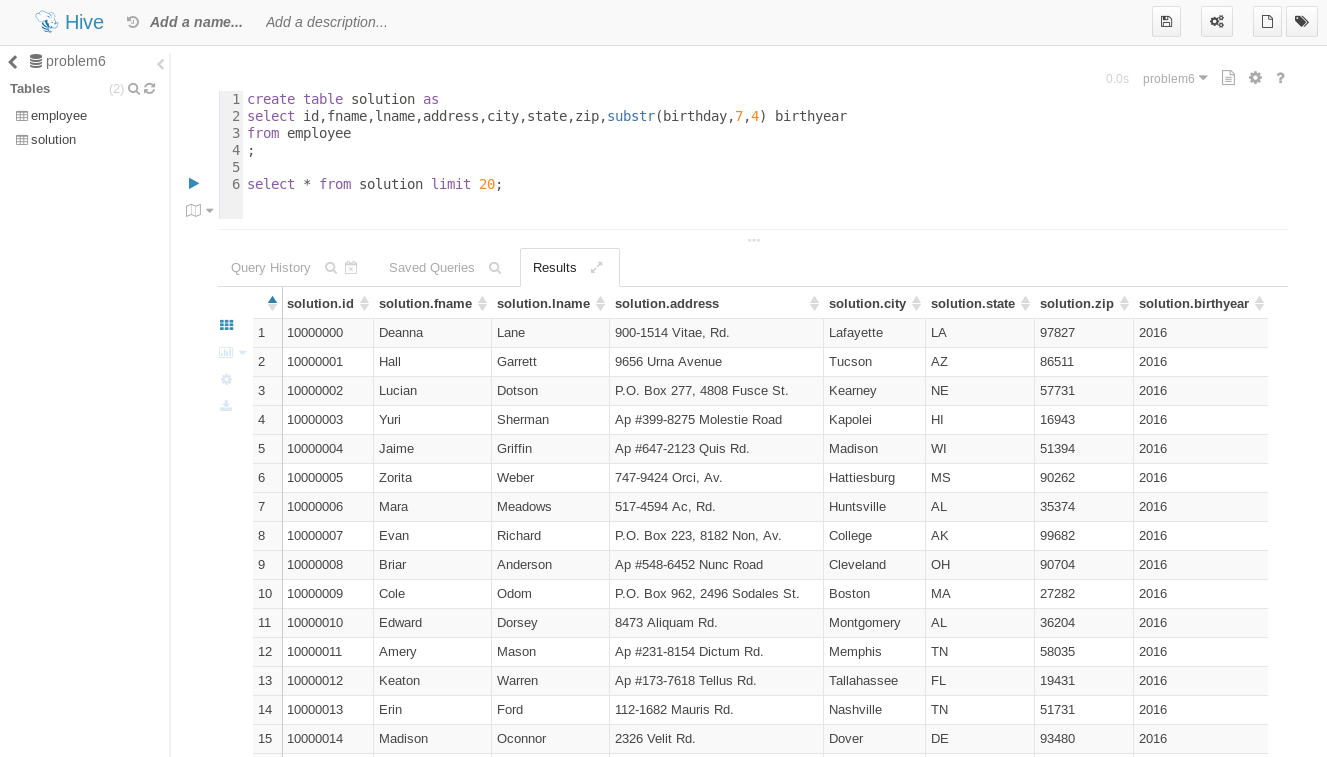 Hive Add a name... Add a description...
problem6
Tables (2)
employee
solution
0.0s problem6 ?
1 create table solution as
2 select id,fname,lname,address,city,state,zip,substr(birthday,7,4) birthyear
3 from employee
4 ;
5
6 select * from solution limit 20;
Query History Saved Queries Results
solution.id solution.fname solution.lname solution.address solution.city solution.state solution.zip solution.birthyear
1 10000000 Deanna Lane 900-1514 Vitae, Rd. Lafayette LA 97827 2016
2 10000001 Hall Garrett 9656 Urna Avenue Tucson AZ 86511 2016
3 10000002 Lucian Dotson P.O. Box 277, 4808 Fusce St. Kearney NE 57731 2016
4 10000003 Yuri Sherman Ap #399-8275 Molestie Road Kapolei HI 16943 2016
5 10000004 Jaime Griffin Ap #647-2123 Quis Rd. Madison WI 51394 2016
6 10000005 Zorita Weber 747-9424 Orci, Av. Hattiesburg MS 90262 2016
7 10000006 Mara Meadows 517-4594 Ac, Rd. Huntsville AL 35374 2016
8 10000007 Evan Richard P.O. Box 223, 8182 Non, Av. College AK 99682 2016
9 10000008 Briar Anderson Ap #548-6452 Nunc Road Cleveland OH 90704 2016
10 10000009 Cole Odom P.O. Box 962, 2496 Sodales St. Boston MA 27282 2016
11 10000010 Edward Dorsey 8473 Aliquam Rd. Montgomery AL 36204 2016
12 10000011 Amery Mason Ap #231-8154 Dictum Rd. Memphis TN 58035 2016
13 10000012 Keaton Warren Ap #173-7618 Tellus Rd. Tallahassee FL 19431 2016
14 10000013 Erin Ford 112-1682 Mauris Rd. Nashville TN 51731 2016
15 10000014 Madison Oconnor 2326 Velit Rd. Dover DE 93480 2016